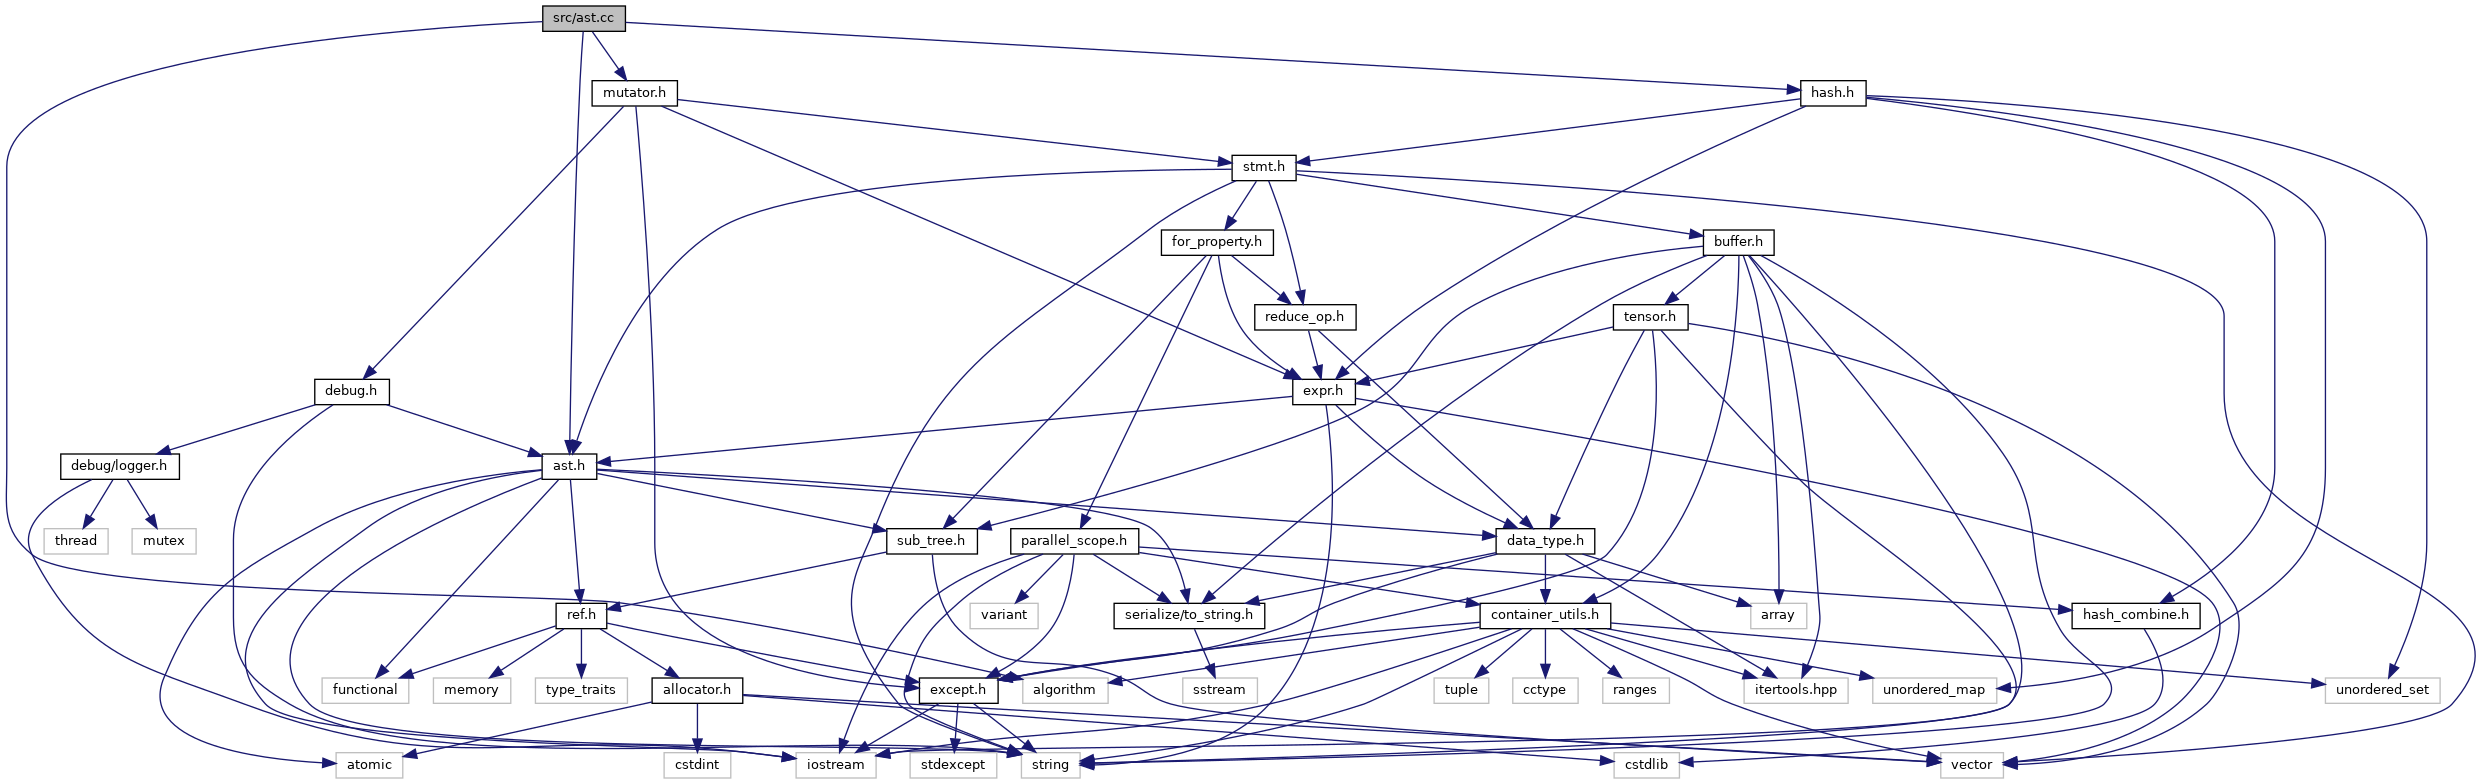 src/ast.cc
mutator.h
hash.h
stmt.h
for_property.h
buffer.h
reduce_op.h
tensor.h
debug.h
expr.h
debug/logger.h
ast.h
thread
mutex
sub_tree.h
parallel_scope.h
data_type.h
ref.h
variant
serialize/to_string.h
container_utils.h
array
hash_combine.h
functional
memory
type_traits
allocator.h
except.h
algorithm
sstream
tuple
cctype
ranges
itertools.hpp
unordered_map
unordered_set
atomic
cstdint
iostream
stdexcept
string
cstdlib
vector